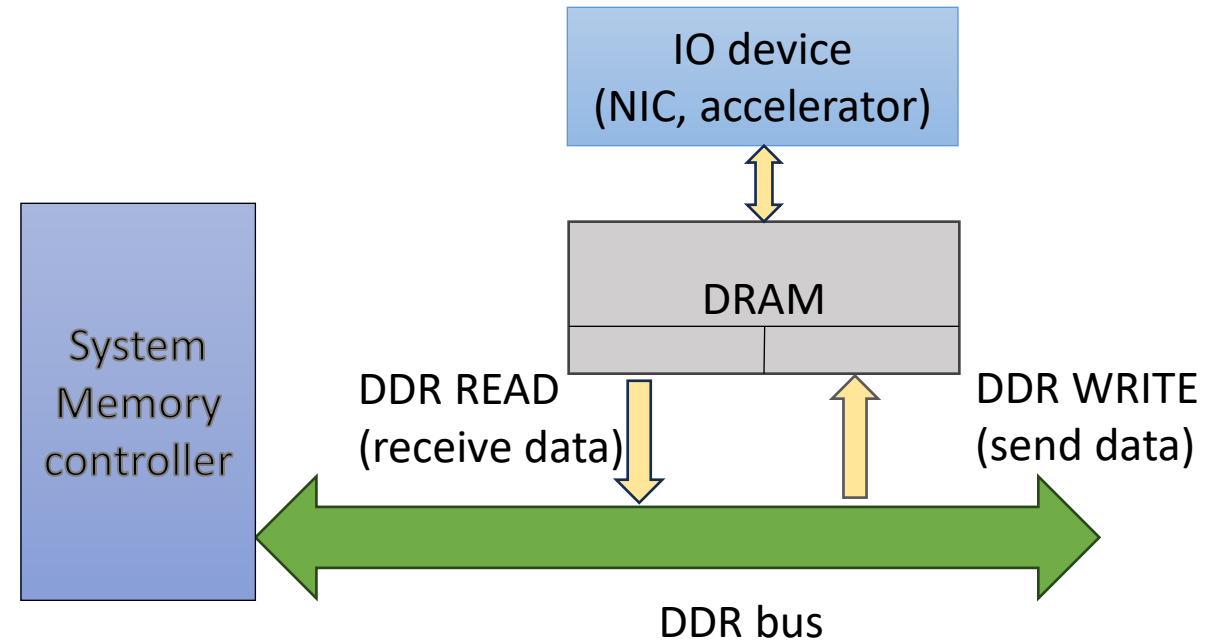 IO device
(NIC, accelerator)
DRAM
System
Memory
controller
DDR READ
(receive data)
DDR WRITE
(send data)
DDR bus